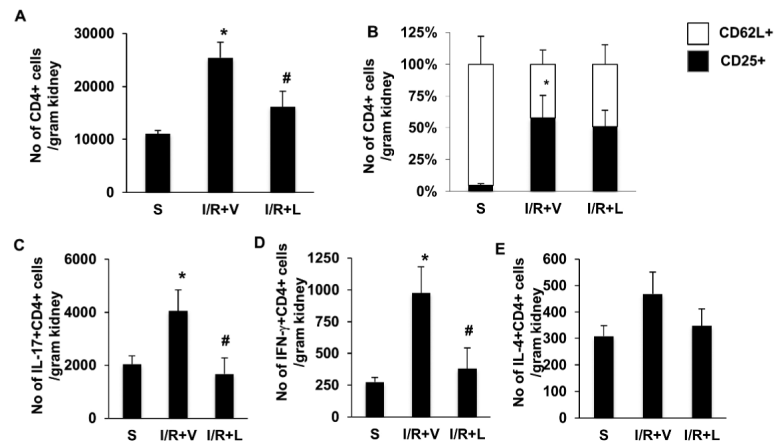 A
No of CD4+ cells
/gram kidney
30000
20000
10000
0
*
#
S
I/R+V
I/R+L
B
No of CD4+ cells
/gram kidney
125%
100%
75%
50%
25%
0%
*
S
I/R+V
I/R+L
CD62L+
CD25+
C
No of IL-17+CD4+ cells
/gram kidney
6000
4000
2000
0
*
#
S
I/R+V
I/R+L
D
No of IFN-γ+CD4+ cells
/gram kidney
1250
1000
750
500
250
0
*
#
S
I/R+V
I/R+L
E
No of IL-4+CD4+ cells
/gram kidney
600
500
400
300
200
100
0
S
I/R+V
I/R+L